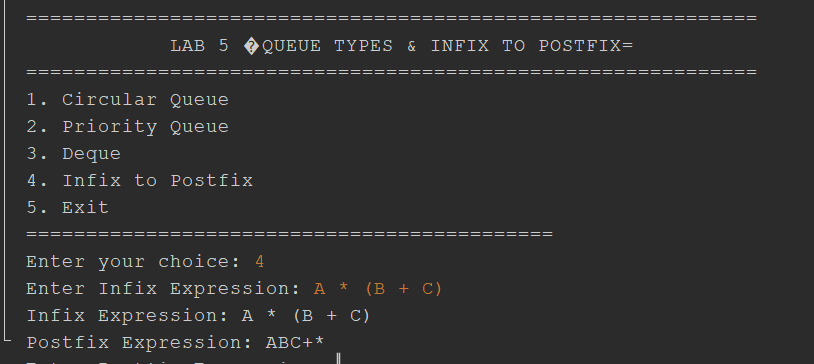 =============================================================
LAB 5 �QUEUE TYPES & INFIX TO POSTFIX=
=============================================================
1. Circular Queue
2. Priority Queue
3. Deque
4. Infix to Postfix
5. Exit
============================================
Enter your choice: 4
Enter Infix Expression: A * (B + C)
Infix Expression: A * (B + C)
Postfix Expression: ABC+*